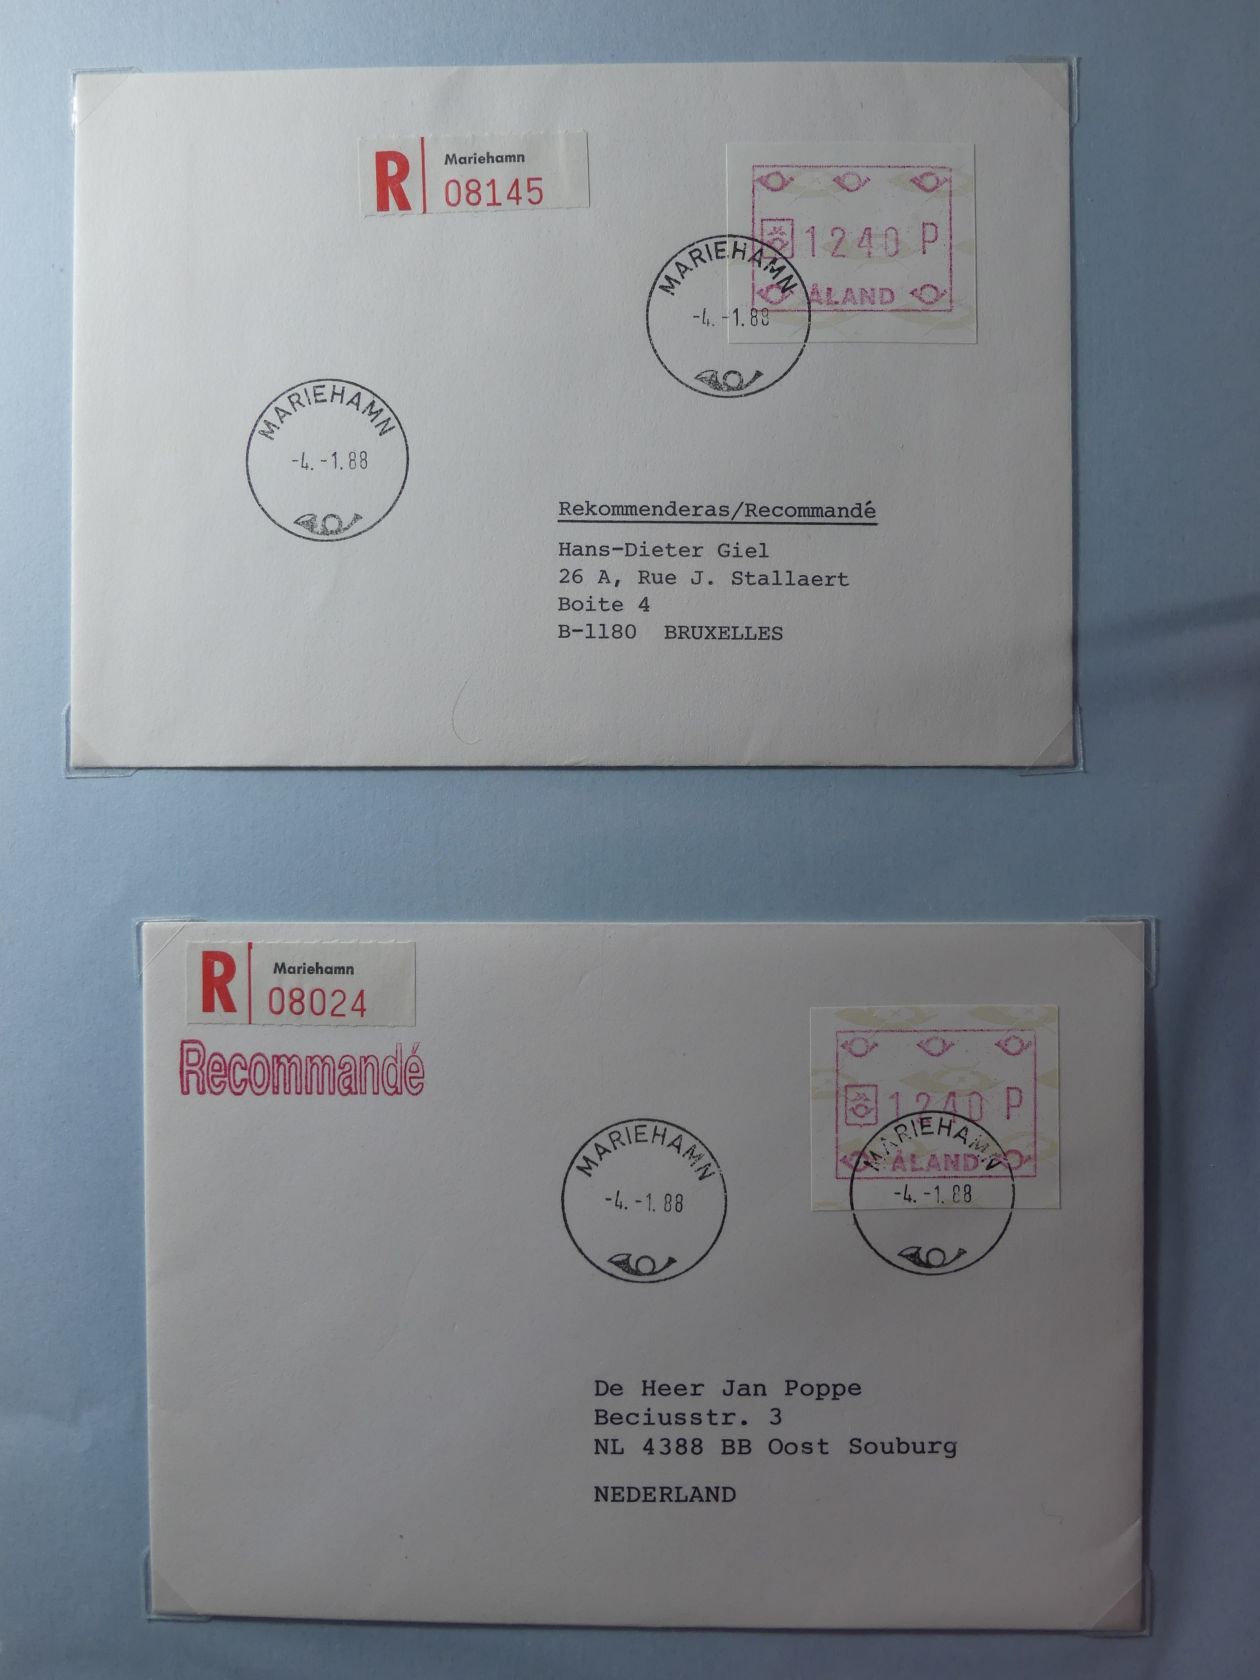 R Mariehamn
08145
1240 P
ÅLAND
MARIEHAMN
-4.-1.88
MARIEHAMN
-4.-1.88
Rekommenderas/Recommandé
Hans-Dieter Giel
26 A, Rue J. Stallaert
Boite 4
B-1180 BRUXELLES
R Mariehamn
08024
Recommandé
1240 P
ÅLAND
MARIEHAMN
-4.-1.88
MARIEHAMN
-4.-1.88
De Heer Jan Poppe
Beciusstr. 3
NL 4388 BB Oost Souburg
NEDERLAND